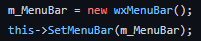 m_MenuBar = new wxMenuBar();
this->SetMenuBar(m_MenuBar);